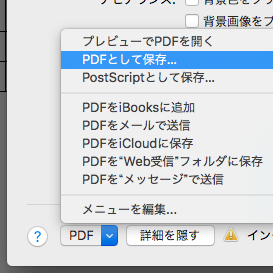 背景画像をプ
プレビューでPDFを開く
PDFとして保存...
PostScriptとして保存...
PDFをiBooksに追加
PDFをメールで送信
PDFをiCloudに保存
PDFを“Web受信”フォルダに保存
PDFを“メッセージ”で送信
メニューを編集...
? PDF 詳細を隠す イン